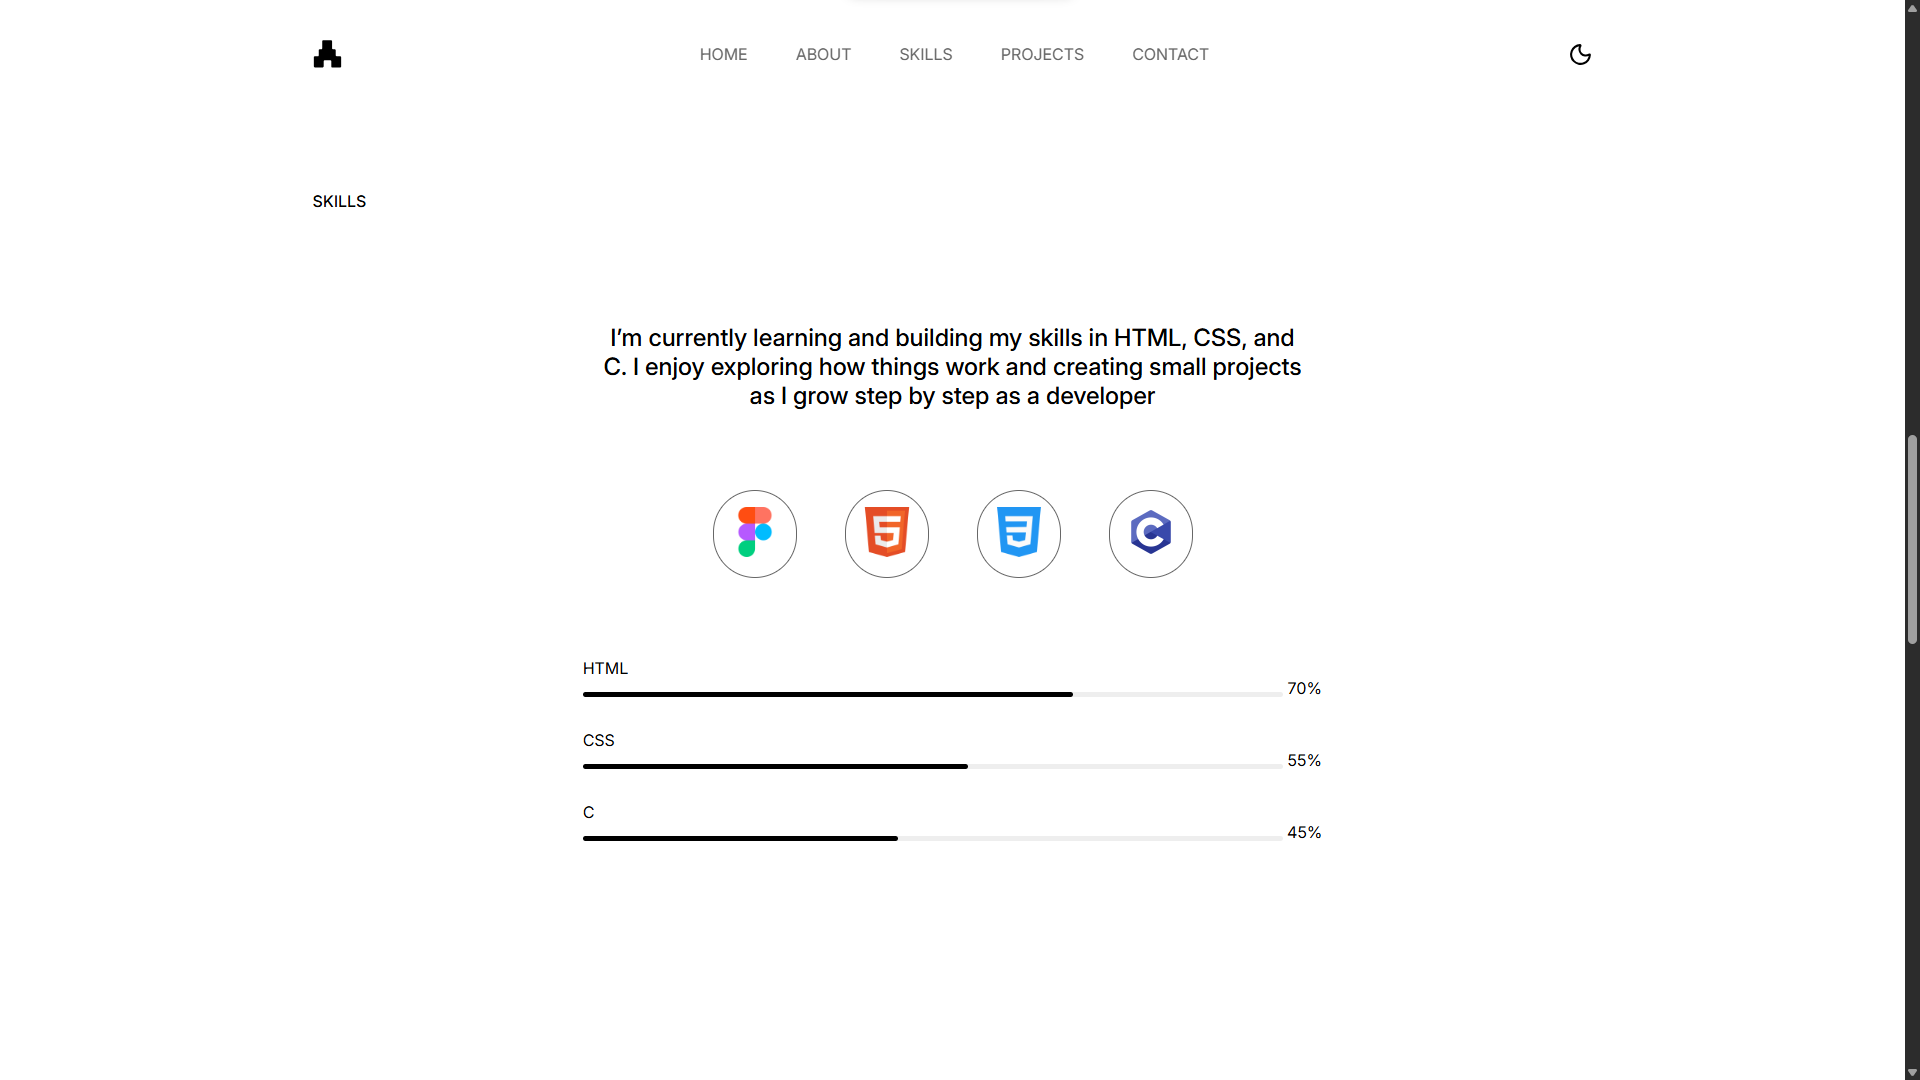 HOME ABOUT SKILLS PROJECTS CONTACT
SKILLS
I’m currently learning and building my skills in HTML, CSS, and
C. I enjoy exploring how things work and creating small projects
as I grow step by step as a developer
HTML
70%
CSS
55%
C
45%